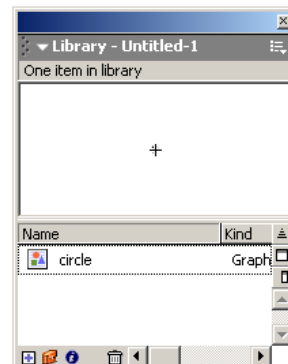 Library - Untitled-1
One item in library
Name Kind
circle Graph